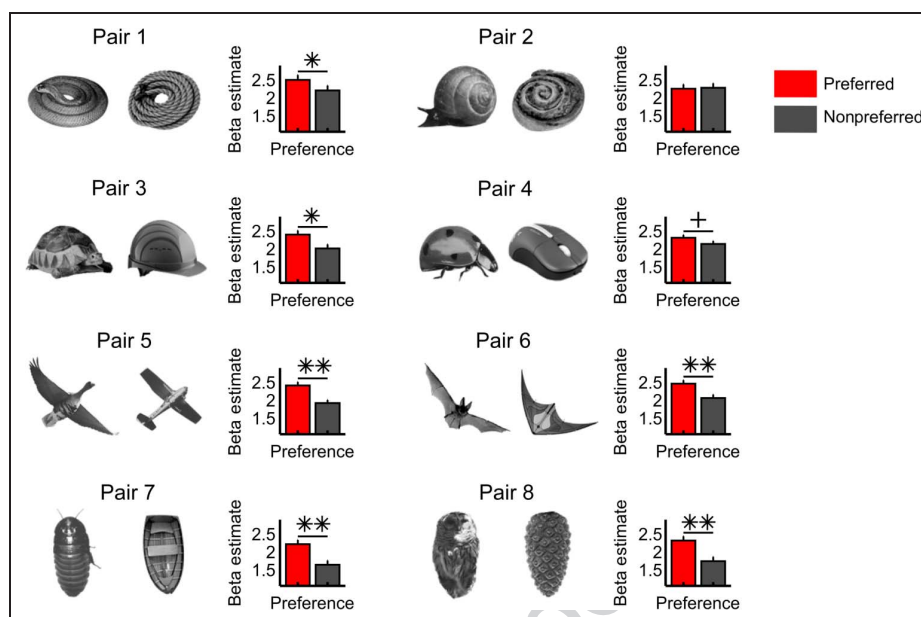 Pair 1
Beta estimate
2.5
2
1.5
*
Preference
Pair 2
Beta estimate
2.5
2
1.5
Preference
Preferred
Nonpreferred
Pair 3
Beta estimate
2.5
2
1.5
*
Preference
Pair 4
Beta estimate
2.5
2
1.5
+
Preference
Pair 5
Beta estimate
2.5
2
1.5
**
Preference
Pair 6
Beta estimate
2.5
2
1.5
**
Preference
Pair 7
Beta estimate
2.5
2
1.5
**
Preference
Pair 8
Beta estimate
2.5
2
1.5
**
Preference